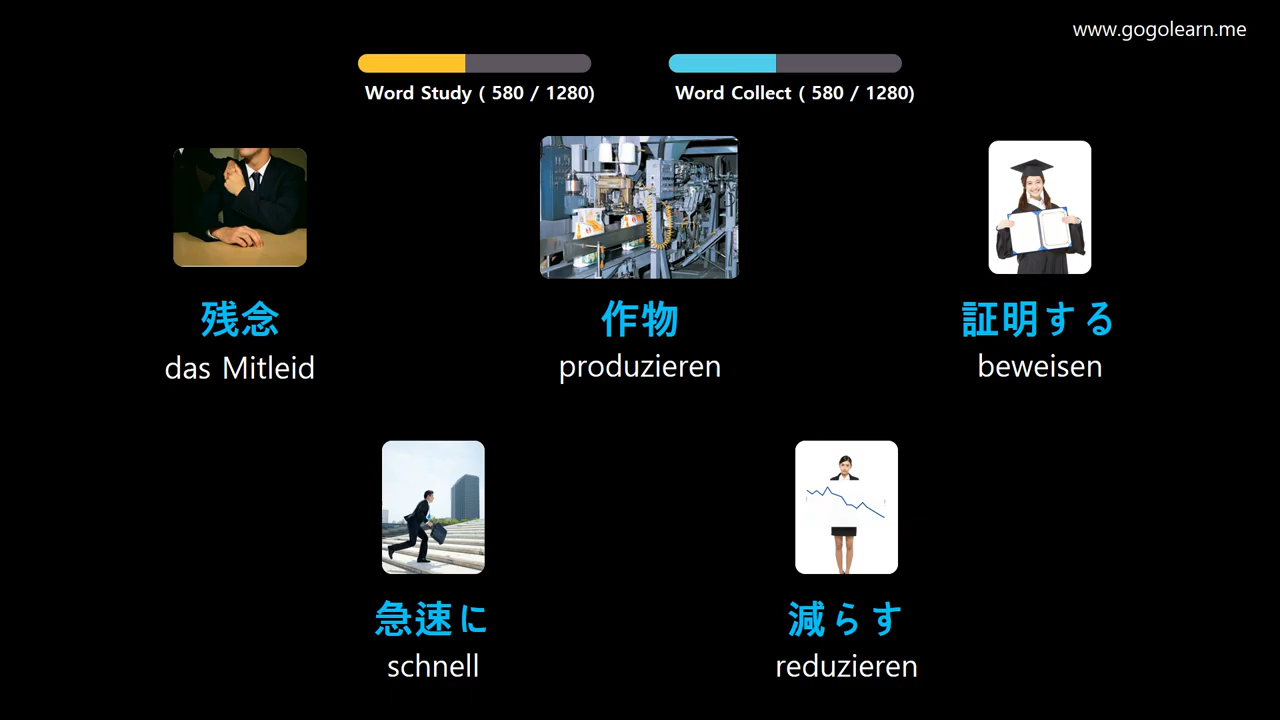 www.gogolearn.me
Word Study ( 580 / 1280)
Word Collect ( 580 / 1280)
残念
das Mitleid
作物
produzieren
証明する
beweisen
急速に
schnell
減らす
reduzieren